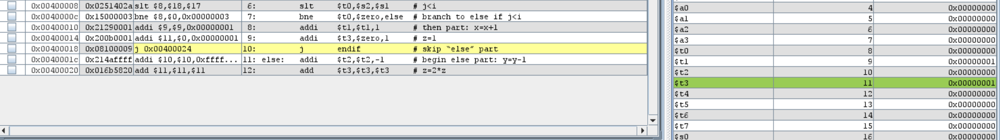 0x00400008 0x0251402a slt $8,$18,$17 6: slt $t0,$s2,$s1 # j<i
0x0040000c 0x15000003 bne $8,$0,0x00000003 7: bne $t0,$zero,else # branch to else if j<i
0x00400010 0x21290001 addi $9,$9,0x00000001 8: addi $t1,$t1,1 # then part: x=x+1
0x00400014 0x200b0001 addi $11,$0,0x00000001 9: addi $t3,$zero,1 # z=1
0x00400018 0x08100009 j 0x00400024 10: j endif # skip “else” part
0x0040001c 0x214affff addi $10,$10,0xffff... 11: else: addi $t2,$t2,-1 # begin else part: y=y-1
0x00400020 0x016b5820 add $11,$11,$11 12: add $t3,$t3,$t3 # z=2*z
$a0 4 0x00000000
$a1 5 0x00000000
$a2 6 0x00000000
$a3 7 0x00000000
$t0 8 0x00000000
$t1 9 0x00000001
$t2 10 0x00000000
$t3 11 0x00000001
$t4 12 0x00000000
$t5 13 0x00000000
$t6 14 0x00000000
$t7 15 0x00000000
$s0 16 0x00000000